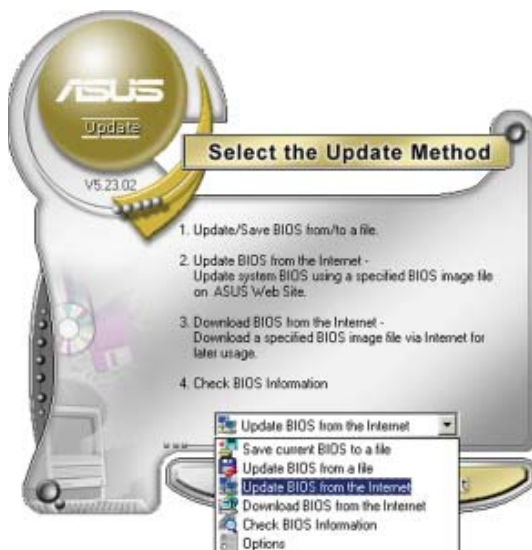 ASUS
Update
V5.23.02
Select the Update Method
1. Update/Save BIOS from/to a file.
2. Update BIOS from the Internet -
Update system BIOS using a specified BIOS image file
on ASUS Web Site.
3. Download BIOS from the Internet -
Download a specified BIOS image file via Internet for
later usage.
4. Check BIOS Information
Update BIOS from the Internet
Save current BIOS to a file
Update BIOS from a file
Update BIOS from the Internet
Download BIOS from the Internet
Check BIOS Information
Options